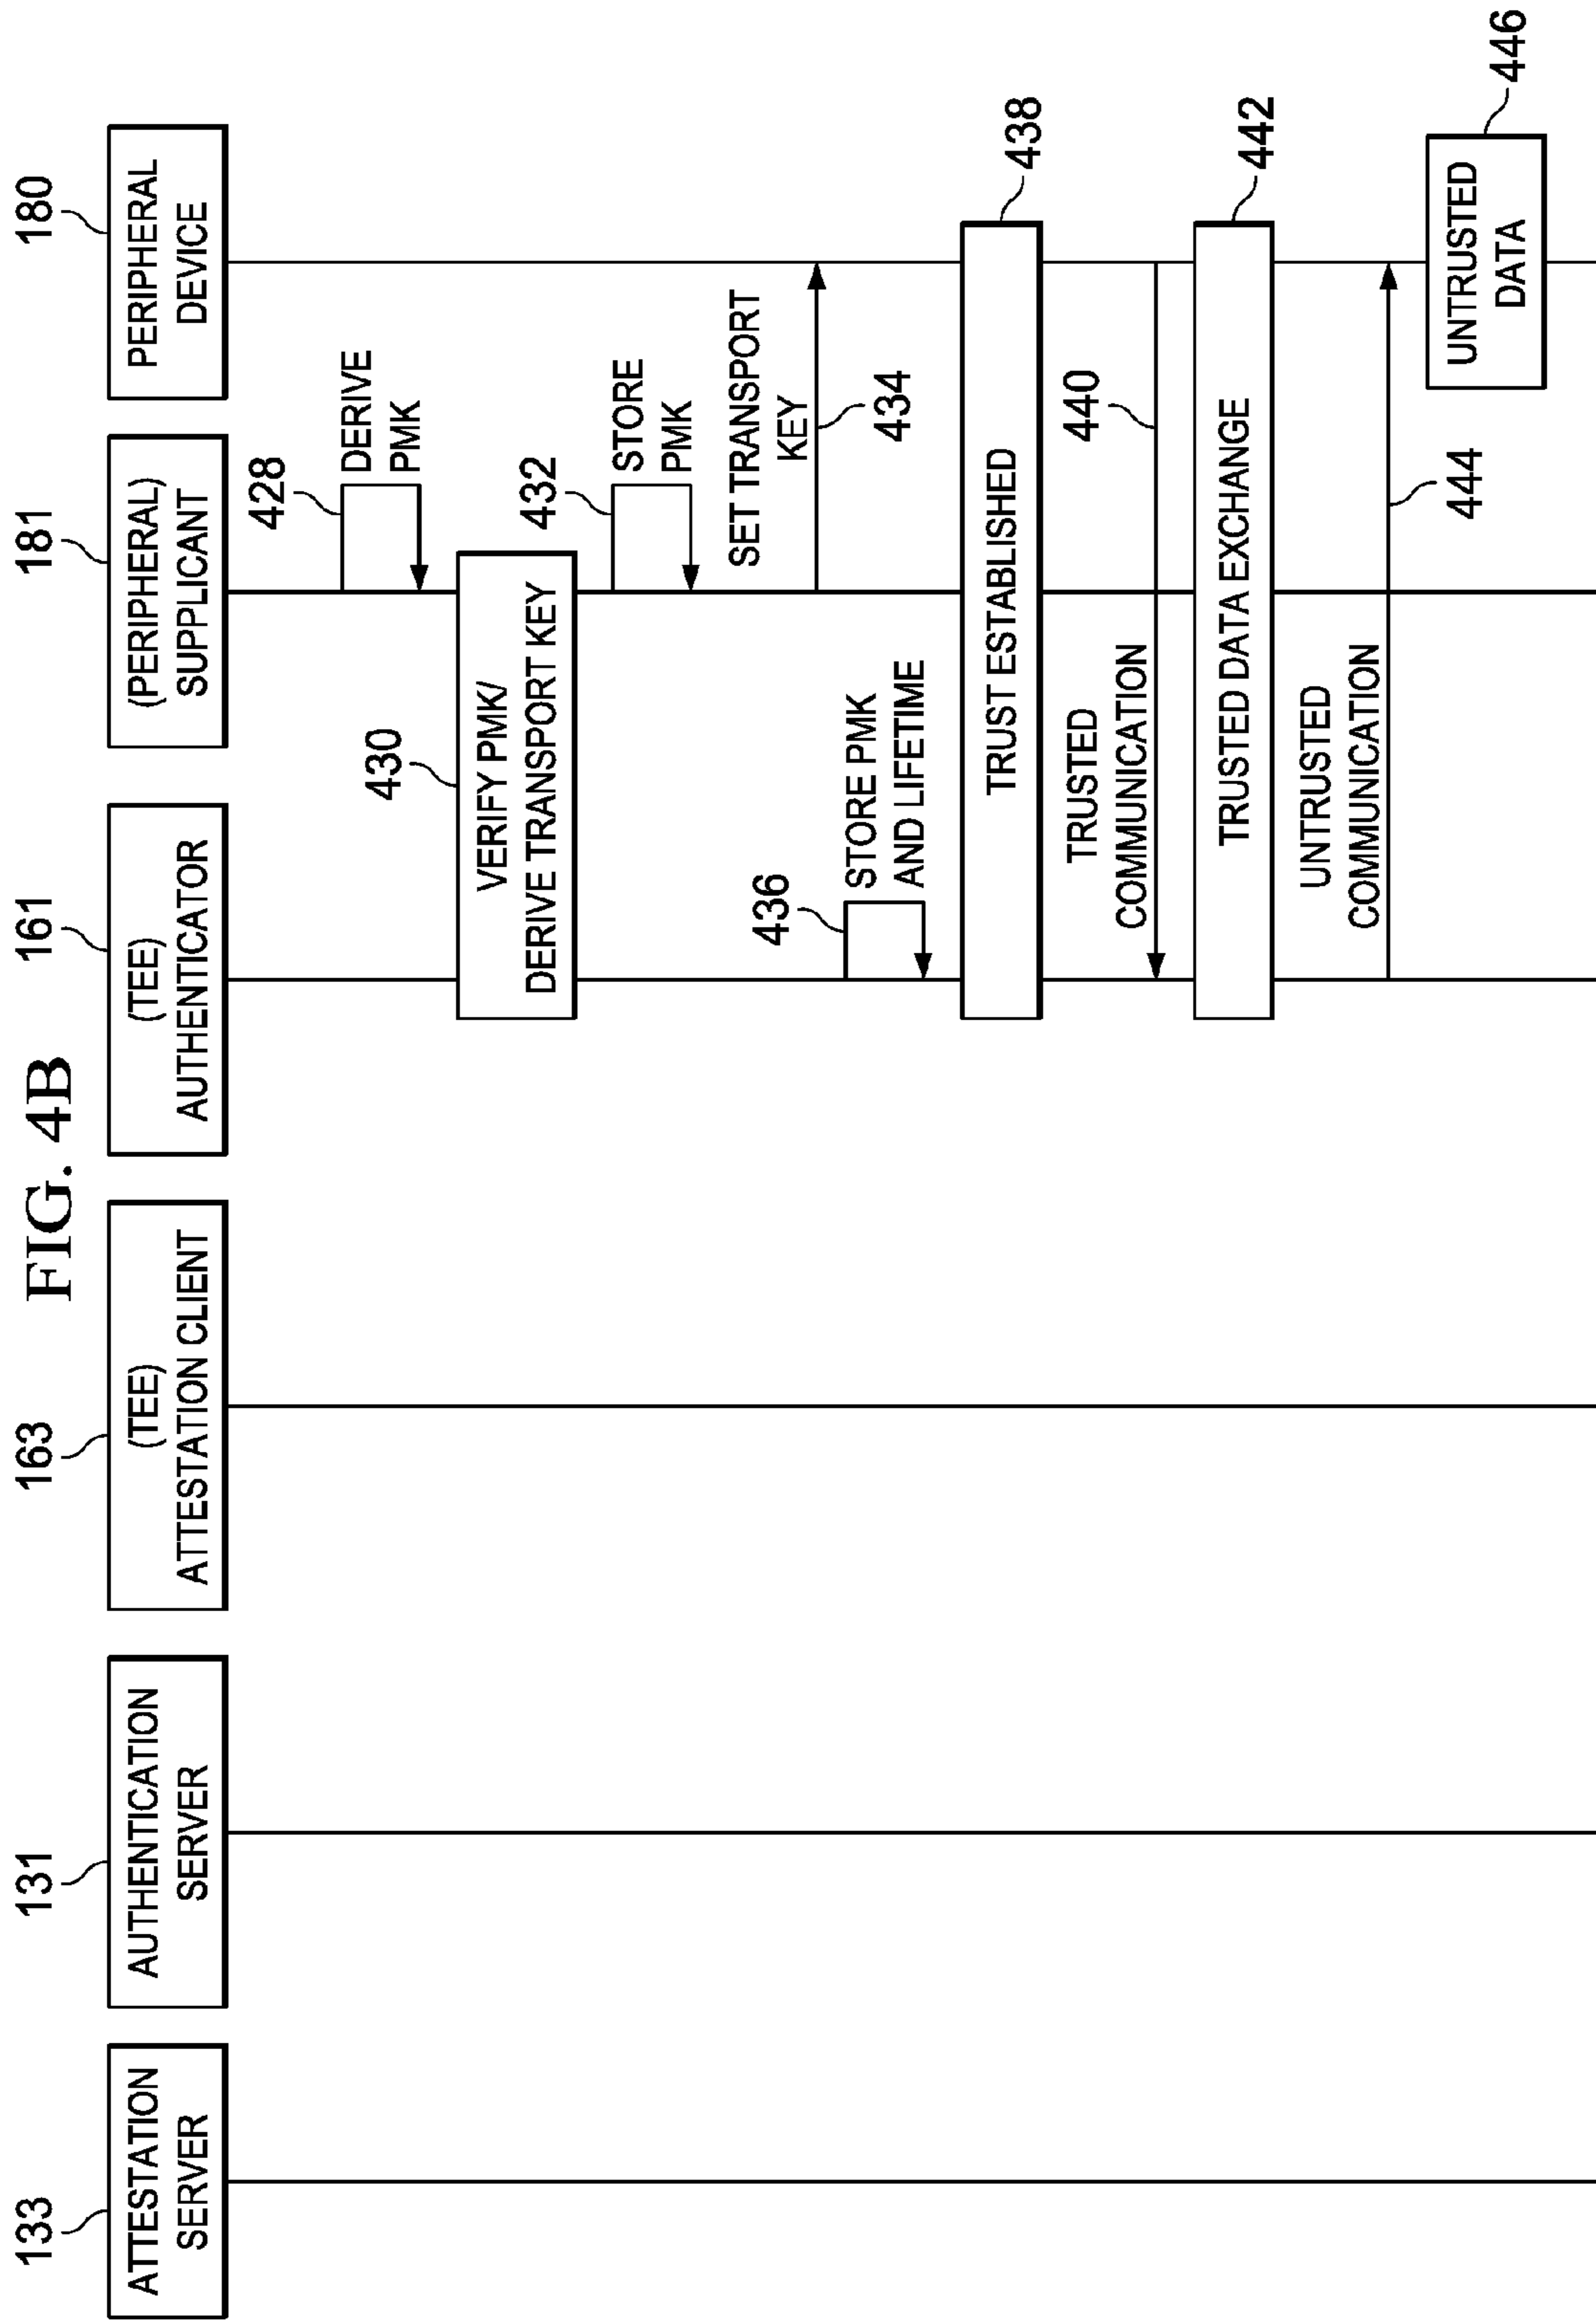 FIG. 4B
133
ATTESTATION
SERVER
131
AUTHENTICATION
SERVER
163
(TEE)
ATTESTATION CLIENT
161
(TEE)
AUTHENTICATOR
181
(PERIPHERAL)
SUPPLICANT
180
PERIPHERAL
DEVICE
428
DERIVE
PMK
430
VERIFY PMK/
DERIVE TRANSPORT KEY
432
STORE
PMK
SET TRANSPORT
KEY
434
436
STORE PMK
AND LIFETIME
TRUST ESTABLISHED
438
TRUSTED
COMMUNICATION
440
TRUSTED DATA EXCHANGE
442
UNTRUSTED
COMMUNICATION
444
UNTRUSTED
DATA
446